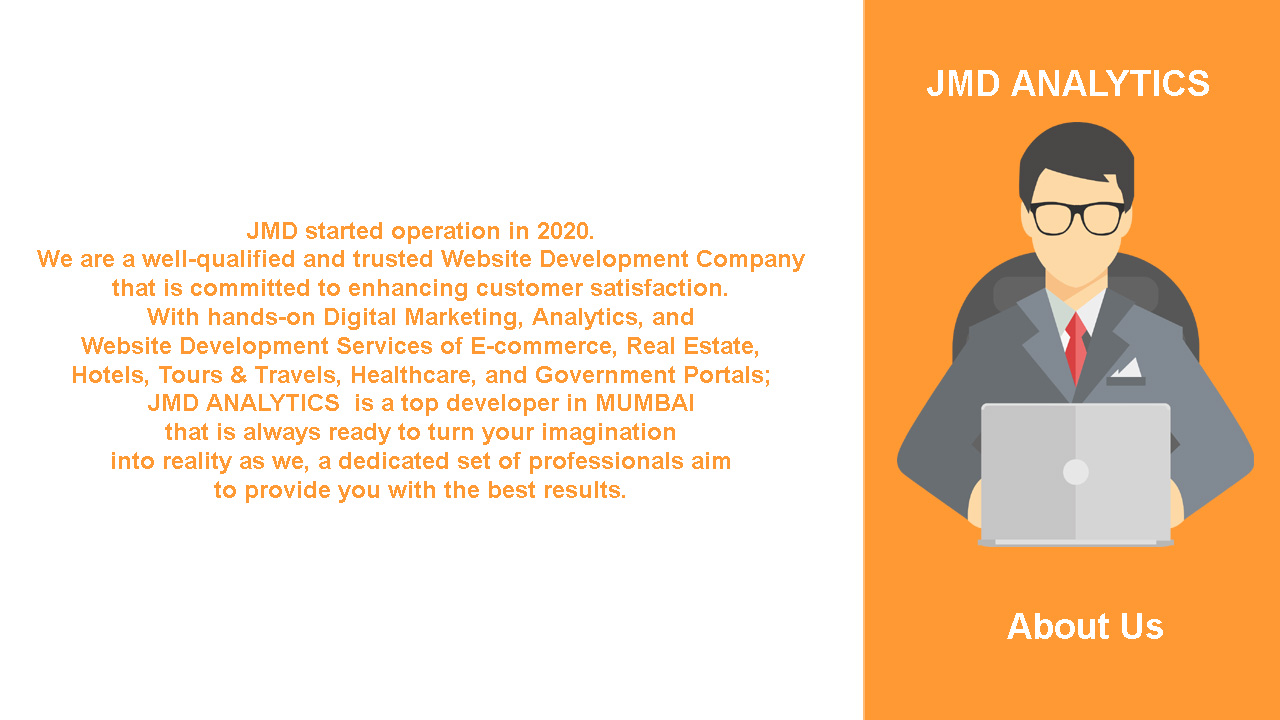 JMD started operation in 2020.
We are a well-qualified and trusted Website Development Company
that is committed to enhancing customer satisfaction.
With hands-on Digital Marketing, Analytics, and
Website Development Services of E-commerce, Real Estate,
Hotels, Tours & Travels, Healthcare, and Government Portals;
JMD ANALYTICS  is a top developer in MUMBAI
that is always ready to turn your imagination
into reality as we, a dedicated set of professionals aim
to provide you with the best results.
JMD ANALYTICS
About Us